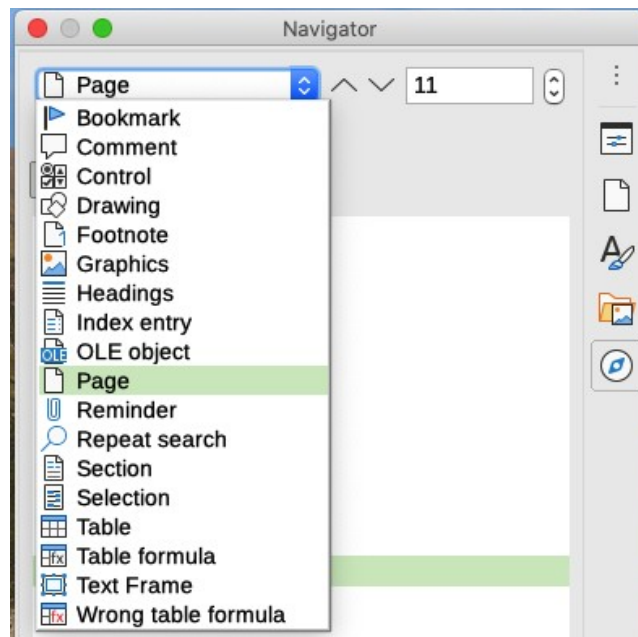 Navigator
Page 11
Bookmark
Comment
Control
Drawing
Footnote
Graphics
Headings
Index entry
OLE object
Page
Reminder
Repeat search
Section
Selection
Table
Table formula
Text Frame
Wrong table formula